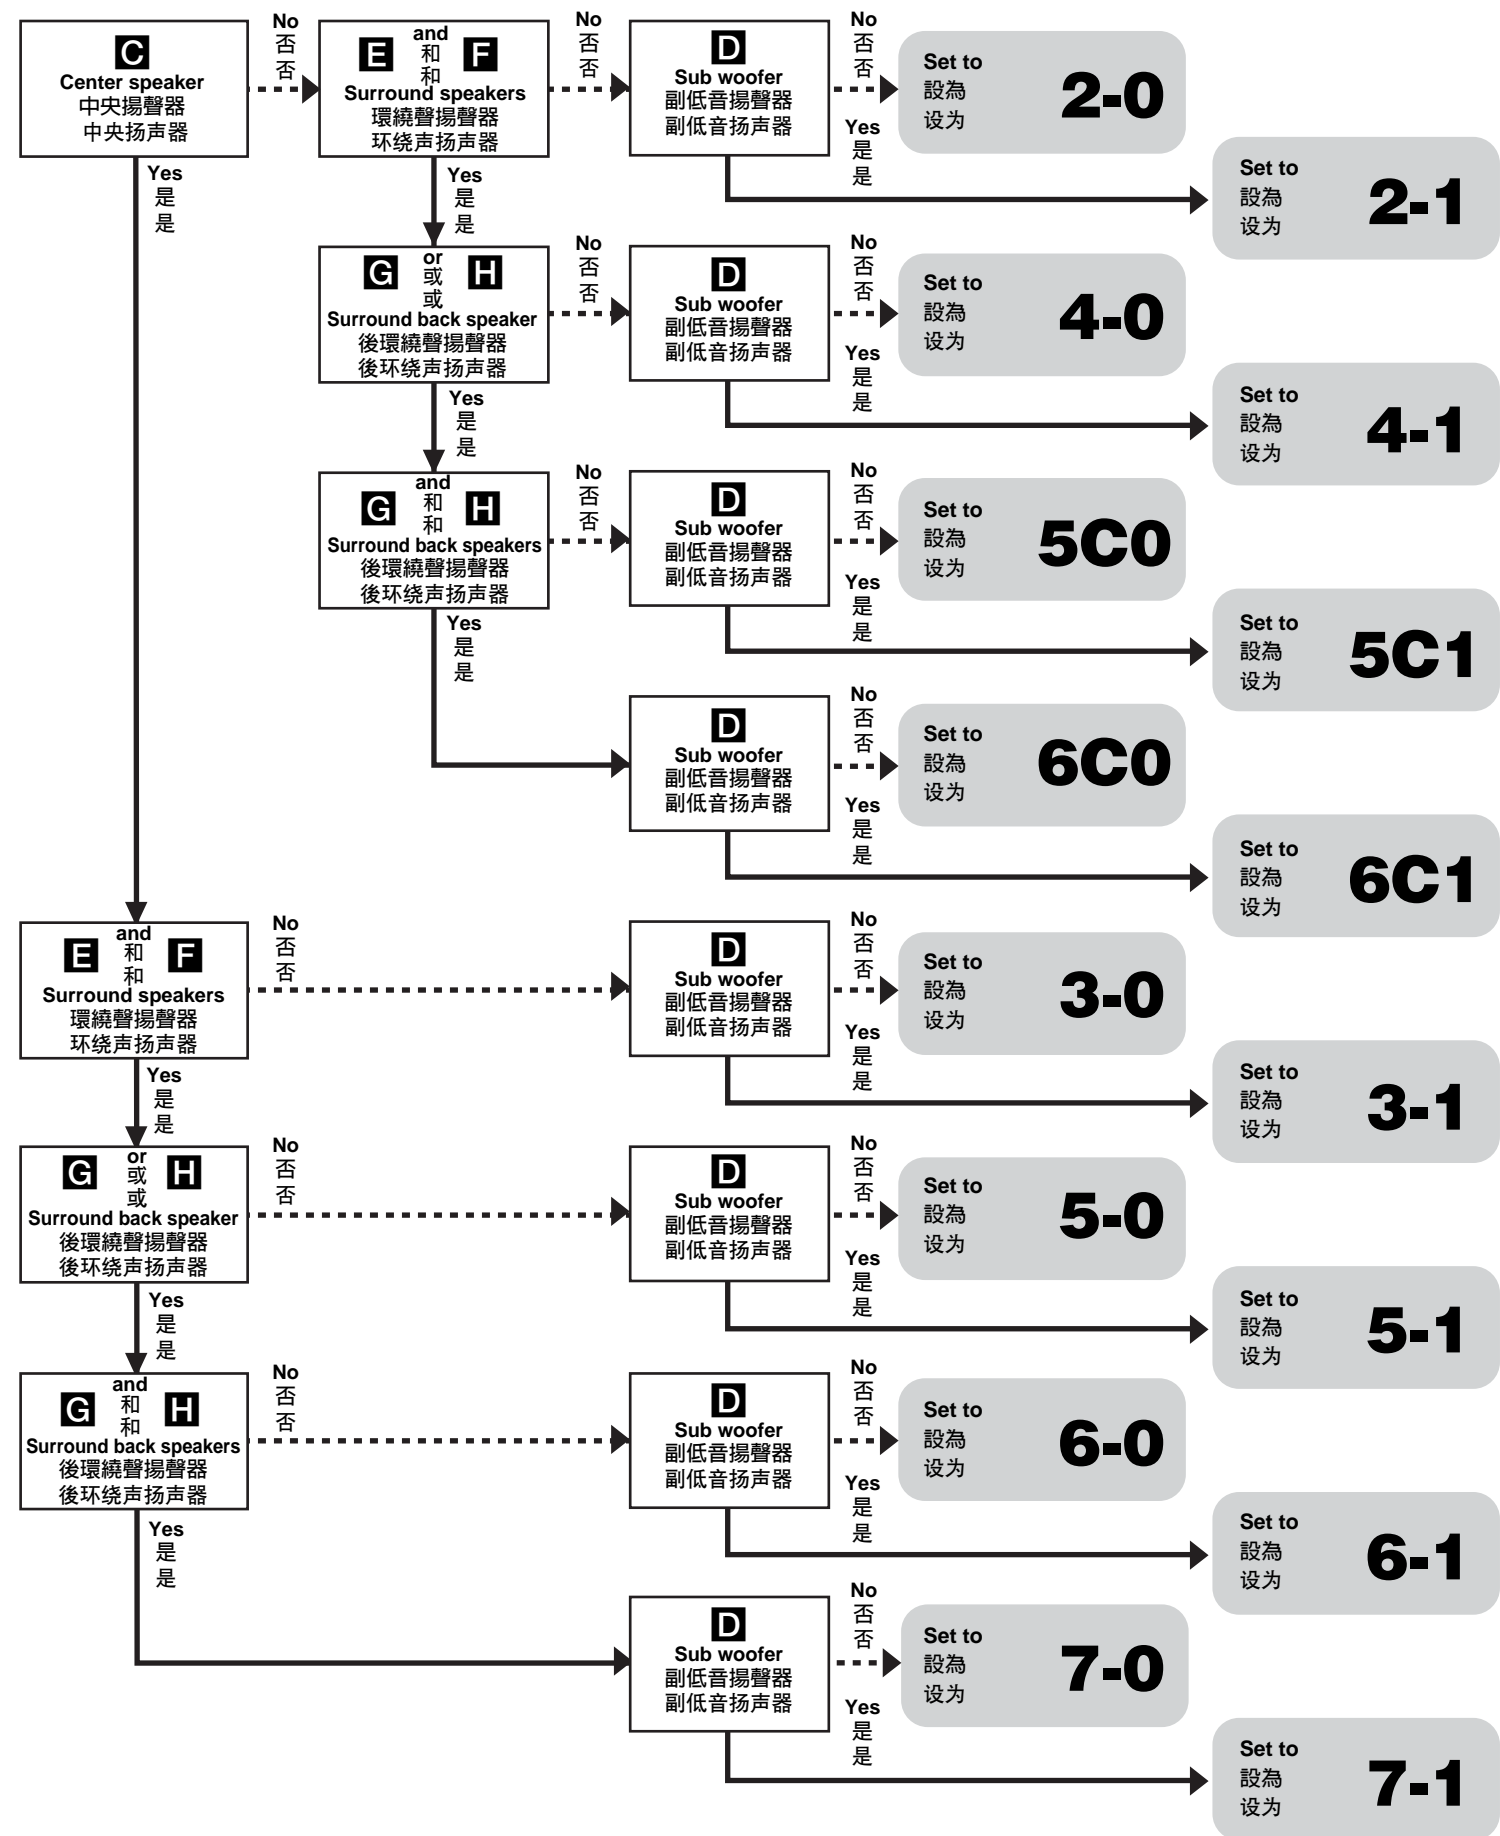 C
Center speaker
中央揚聲器
中央扬声器
No
否
否
E and F
和
和
Surround speakers
環繞聲揚聲器
环绕声扬声器
No
否
否
D
Sub woofer
副低音揚聲器
副低音扬声器
No
否
否
Set to
設為
设为
2-0
Yes
是
是
Set to
設為
设为
2-1
Yes
是
是
Yes
是
是
G or H
或
或
Surround back speaker
後環繞聲揚聲器
後环绕声扬声器
No
否
否
D
Sub woofer
副低音揚聲器
副低音扬声器
No
否
否
Set to
設為
设为
4-0
Yes
是
是
Set to
設為
设为
4-1
Yes
是
是
G and H
和
和
Surround back speakers
後環繞聲揚聲器
後环绕声扬声器
No
否
否
D
Sub woofer
副低音揚聲器
副低音扬声器
No
否
否
Set to
設為
设为
5C0
Yes
是
是
Set to
設為
设为
5C1
Yes
是
是
D
Sub woofer
副低音揚聲器
副低音扬声器
No
否
否
Set to
設為
设为
6C0
Yes
是
是
Set to
設為
设为
6C1
E and F
和
和
Surround speakers
環繞聲揚聲器
环绕声扬声器
No
否
否
D
Sub woofer
副低音揚聲器
副低音扬声器
No
否
否
Set to
設為
设为
3-0
Yes
是
是
Set to
設為
设为
3-1
Yes
是
是
G or H
或
或
Surround back speaker
後環繞聲揚聲器
後环绕声扬声器
No
否
否
D
Sub woofer
副低音揚聲器
副低音扬声器
No
否
否
Set to
設為
设为
5-0
Yes
是
是
Set to
設為
设为
5-1
Yes
是
是
G and H
和
和
Surround back speakers
後環繞聲揚聲器
後环绕声扬声器
No
否
否
D
Sub woofer
副低音揚聲器
副低音扬声器
No
否
否
Set to
設為
设为
6-0
Yes
是
是
Set to
設為
设为
6-1
Yes
是
是
D
Sub woofer
副低音揚聲器
副低音扬声器
No
否
否
Set to
設為
设为
7-0
Yes
是
是
Set to
設為
设为
7-1